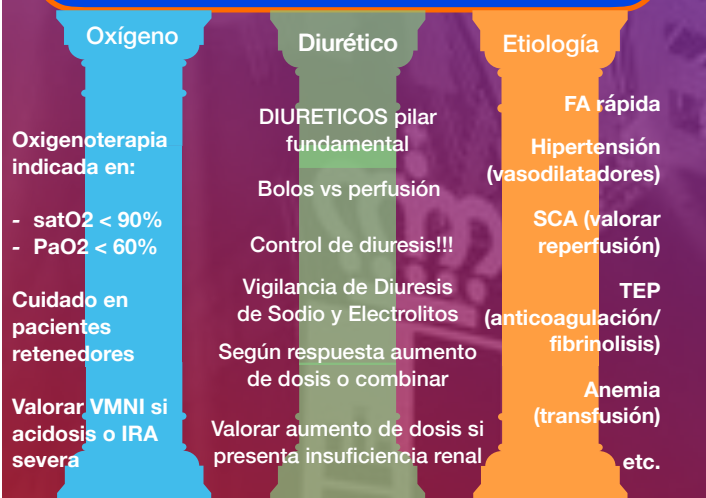 Oxígeno
Oxigenoterapia
indicada en:
- satO2 < 90%
- PaO2 < 60%
Cuidado en
pacientes
retenedores
Valorar VMNI si
acidosis o IRA
severa
Diurético
DIURETICOS pilar
fundamental
Bolos vs perfusión
Control de diuresis!!!
Vigilancia de Diuresis
de Sodio y Electrolitos
Según respuesta aumento
de dosis o combinar
Valorar aumento de dosis si
presenta insuficiencia renal
Etiología
FA rápida
Hipertensión
(vasodilatadores)
SCA (valorar
reperfusión)
TEP
(anticoagulación/
fibrinolisis)
Anemia
(transfusión)
etc.